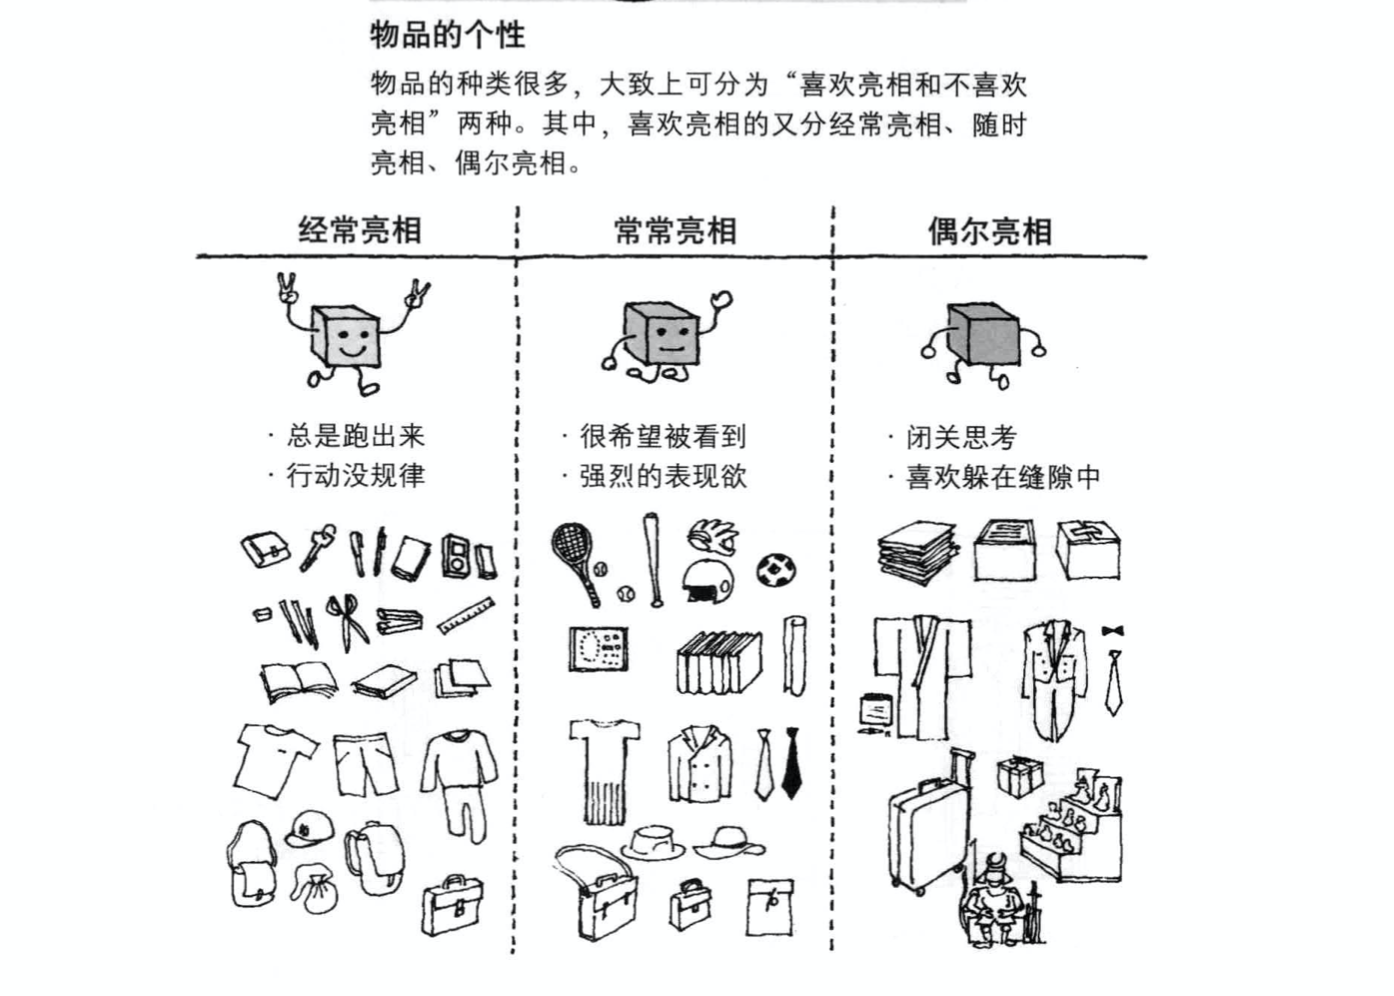 物品的个性
物品的种类很多，大致上可分为“喜欢亮相和不喜欢
亮相”两种。其中，喜欢亮相的又分经常亮相、随时
亮相、偶尔亮相。
经常亮相
常常亮相
偶尔亮相
· 总是跑出来
· 行动没规律
· 很希望被看到
· 强烈的表现欲
· 闭关思考
· 喜欢躲在缝隙中